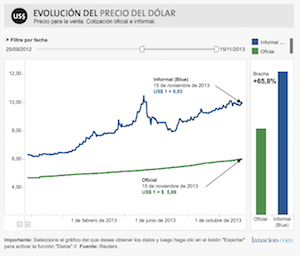 US$ EVOLUCIÓN DEL PRECIO DEL DÓLAR
Precio para la venta. Cotización oficial e informal.
Filtro por fecha
25/09/2012 15/11/2013
Informal ...
Oficial
Brecha
+65,8%
12,00
10,00
8,00
6,00
4,00
Informal (Blue)
15 de noviembre de 2013
US$ 1 = 9,93
Oficial
15 de noviembre de 2013
US$ 1 = $ 5,99
1 de febrero de 2013 1 de junio de 2013 1 de octubre de 2013
Informal (Blue)
Oficial
Importante: Seleccione el gráfico del que desea obtener los datos y luego haga clic en el botón "Exportar"
para activar la función "Datos" // Fuente: Reuters
lanacion.com